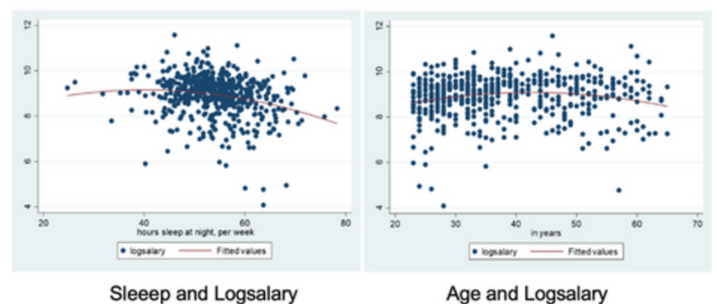 12
10
8
6
4
20
40
60
80
hours sleep at night, per week
logsalary
Fitted values
12
10
8
6
4
20
30
40
50
60
70
in years
logsalary
Fitted values
Sleeep and Logsalary
Age and Logsalary